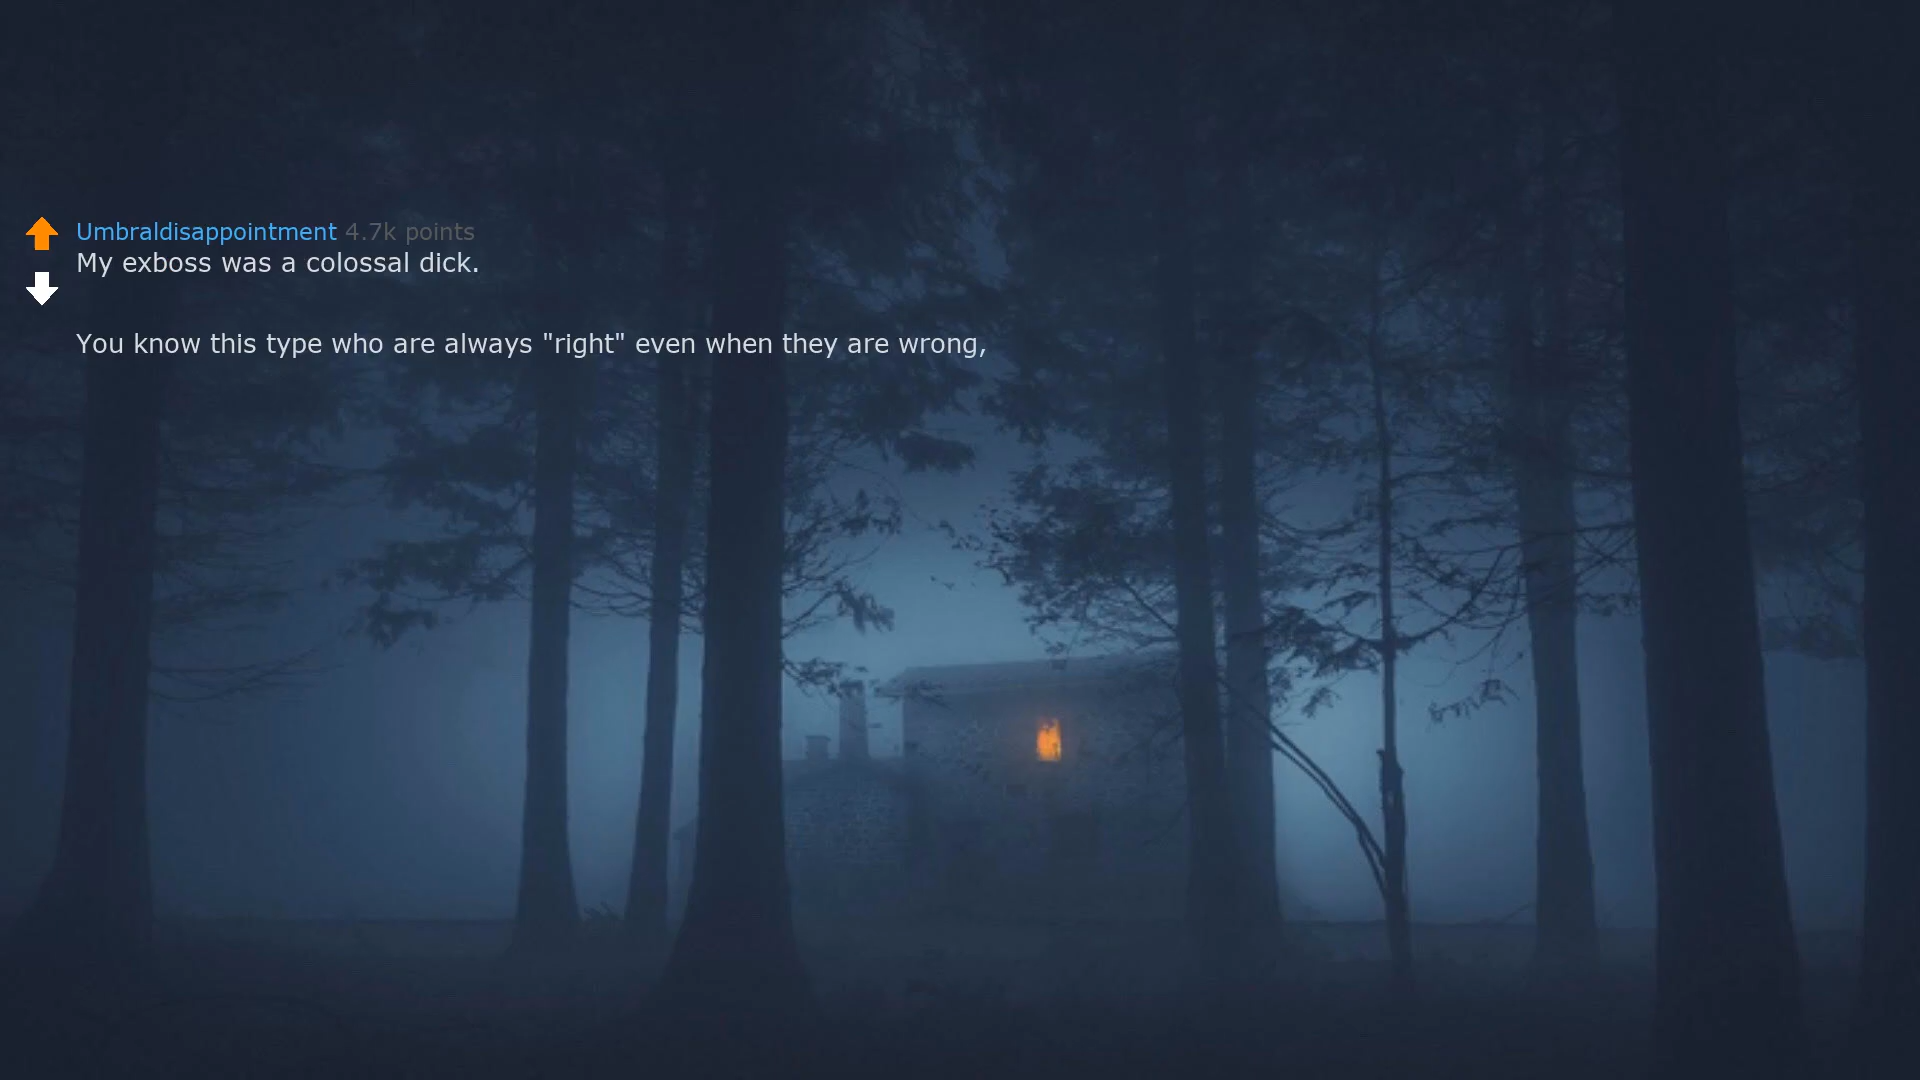 Umbraldisappointment 4.7k points
My exboss was a colossal dick.
You know this type who are always "right" even when they are wrong,